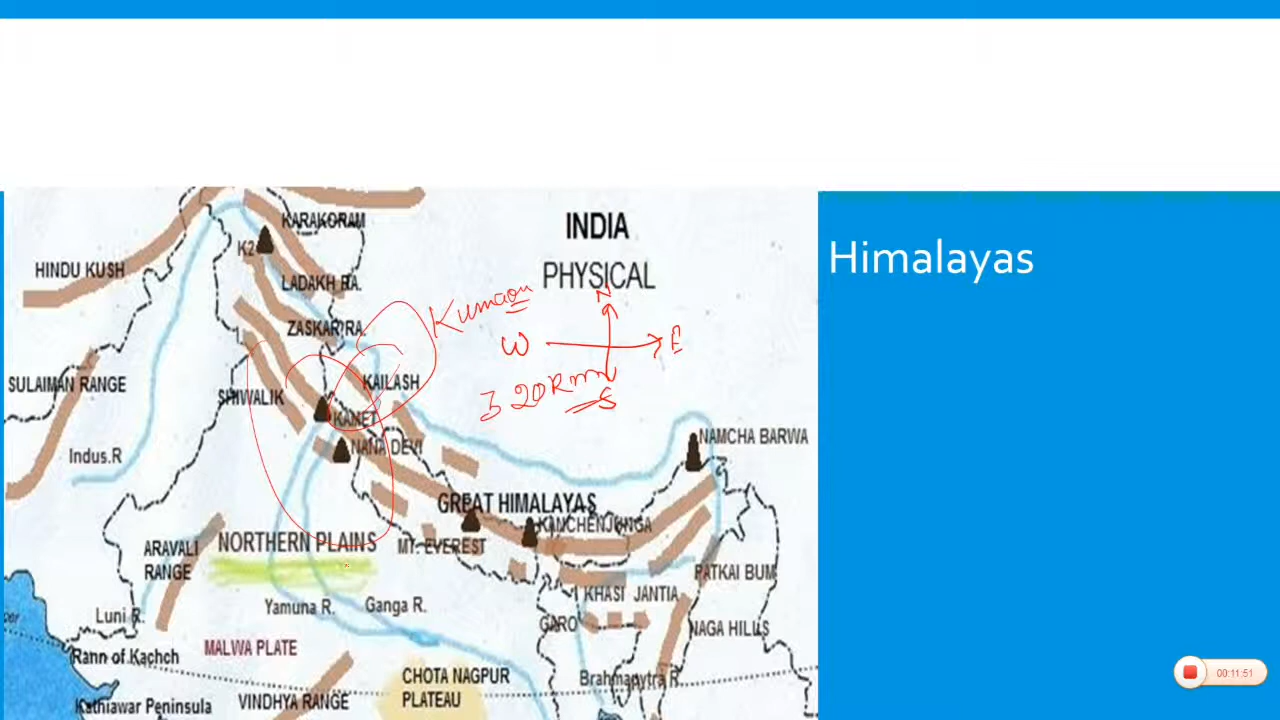 KARAKORAM
INDIA
K2
Himalayas
HINDU KUSH
PHYSICAL
LADAKH RA.
N
Kumaon
ZASKAR RA.
W
E
SULAIMAN RANGE
SHIWALIK
KAILASH
320Km
S
KAMET
NANA DEVI
NAMCHA BARWA
Indus.R
GREAT HIMALAYAS
KANCHENJUNGA
NORTHERN PLAINS
MT. EVEREST
ARAVALI
RANGE
PATKAI BUM
KHASI JANTIA
Yamuna R.
Ganga R.
Luni R.
GARO
NAGA HILLS
MALWA PLATE
Rann of Kachch
CHOTA NAGPUR
PLATEAU
Brahmaputra R.
VINDHYA RANGE
Kathiawar Peninsula
00:11:51